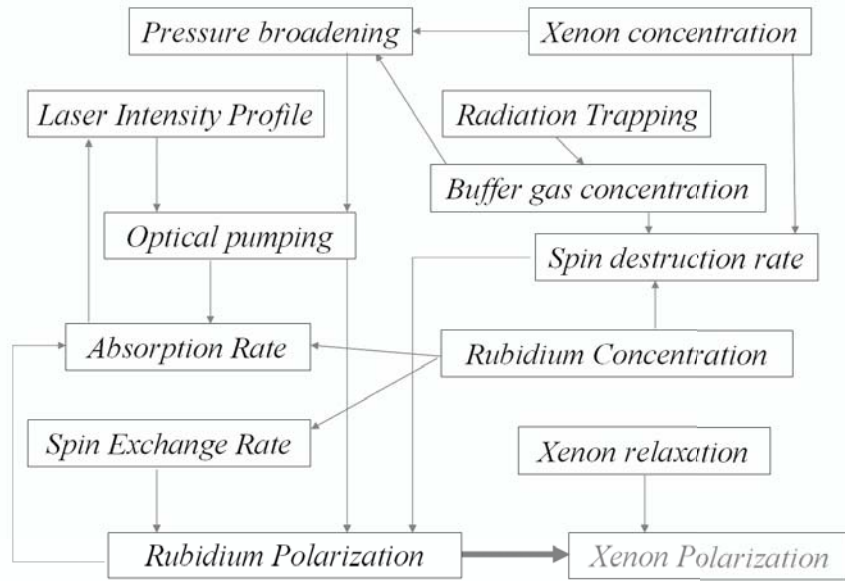 Pressure broadening
Xenon concentration
Laser Intensity Profile
Radiation Trapping
Buffer gas concentration
Optical pumping
Spin destruction rate
Absorption Rate
Rubidium Concentration
Spin Exchange Rate
Xenon relaxation
Rubidium Polarization
Xenon Polarization